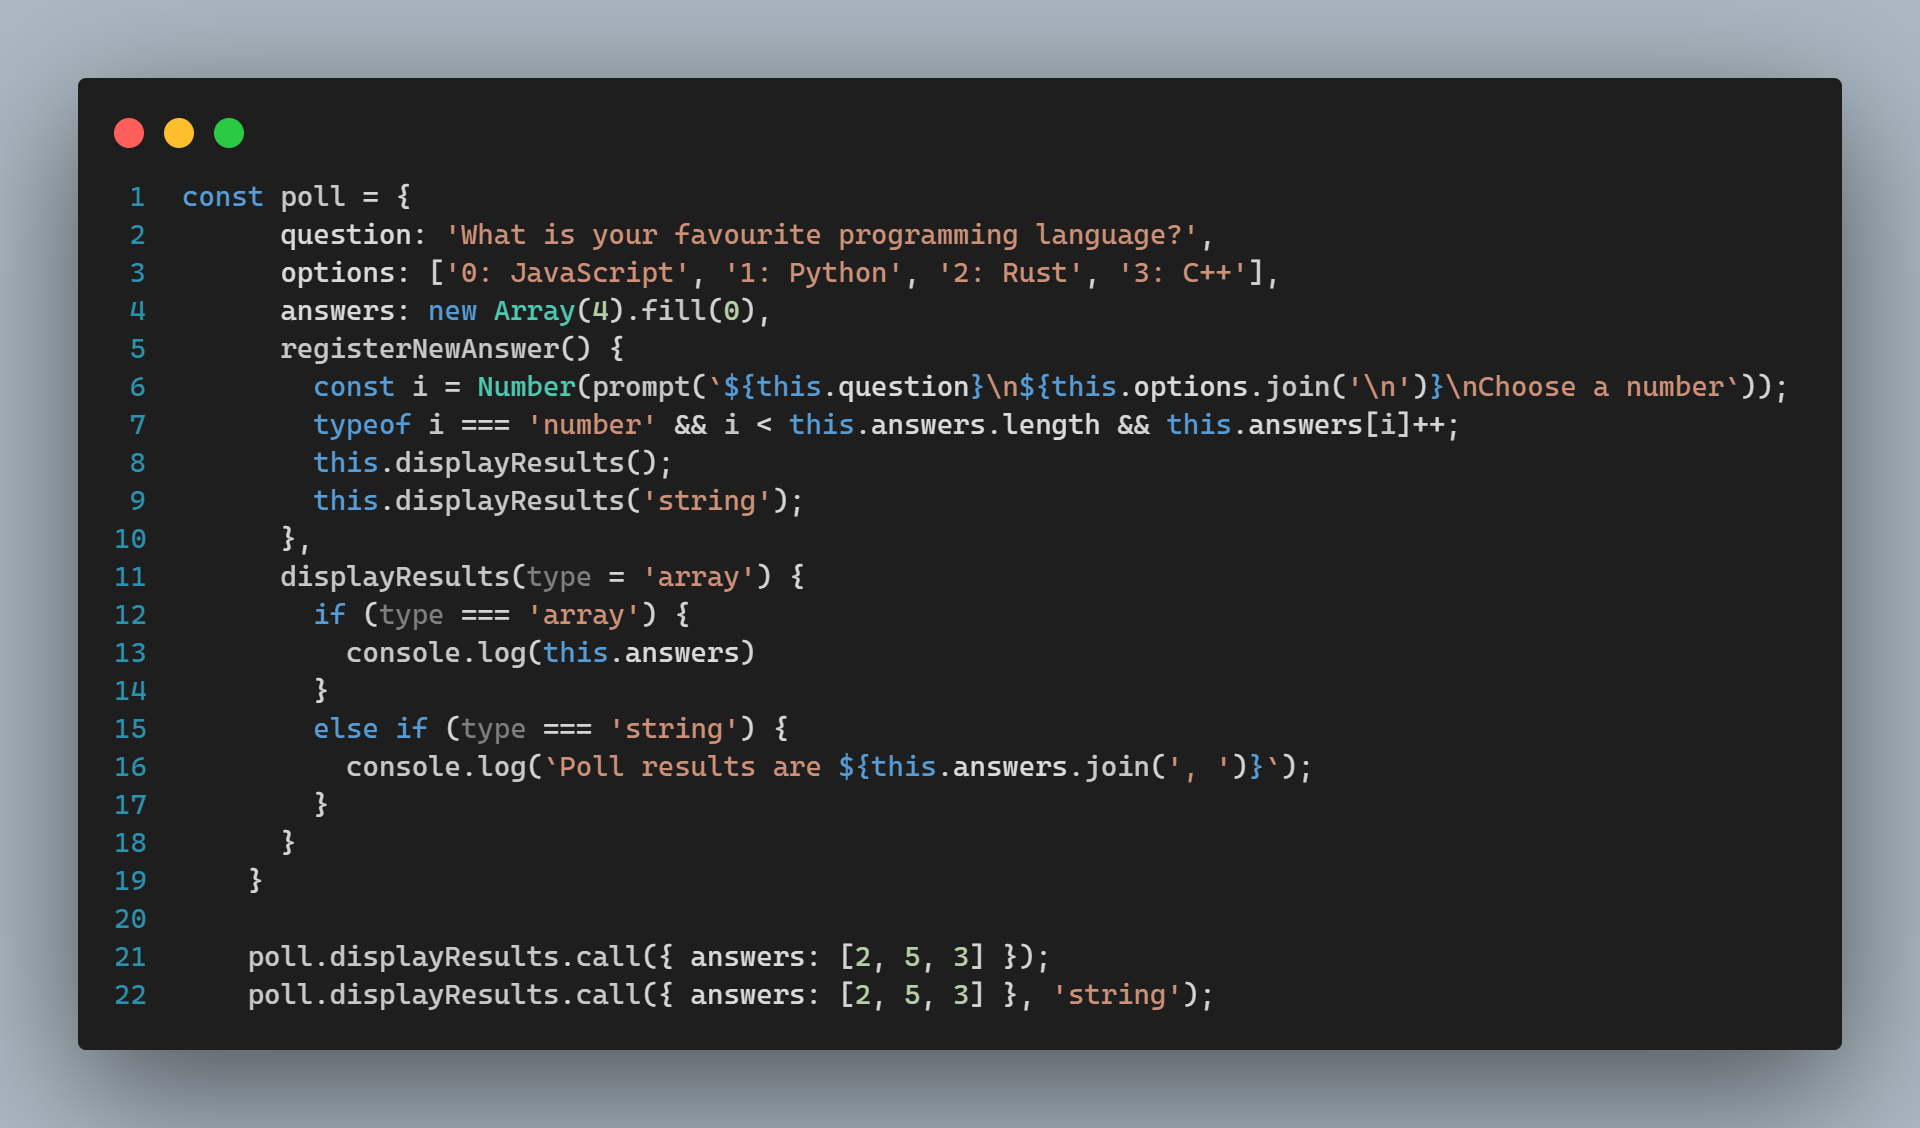 1 const poll = {
2 question: 'What is your favourite programming language?',
3 options: ['0: JavaScript', '1: Python', '2: Rust', '3: C++'],
4 answers: new Array(4).fill(0),
5 registerNewAnswer() {
6 const i = Number(prompt(`${this.question}\n${this.options.join('\n')}\nChoose a number`));
7 typeof i === 'number' && i < this.answers.length && this.answers[i]++;
8 this.displayResults();
9 this.displayResults('string');
10 },
11 displayResults(type = 'array') {
12 if (type === 'array') {
13 console.log(this.answers)
14 }
15 else if (type === 'string') {
16 console.log(`Poll results are ${this.answers.join(', ')}`);
17 }
18 }
19 }
20
21 poll.displayResults.call({ answers: [2, 5, 3] });
22 poll.displayResults.call({ answers: [2, 5, 3] }, 'string');